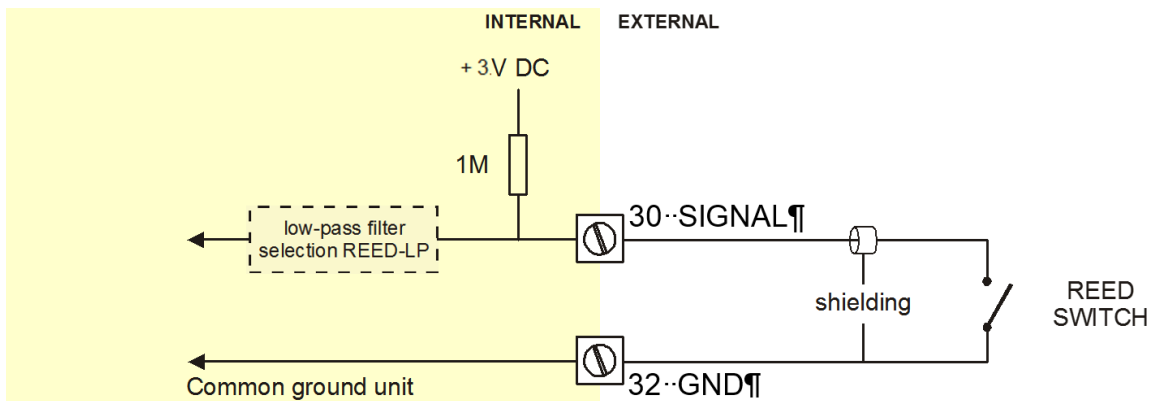 INTERNAL EXTERNAL
+ 3.V DC
1M
30··SIGNAL¶
low-pass filter
selection REED-LP
shielding
REED
SWITCH
Common ground unit
32··GND¶